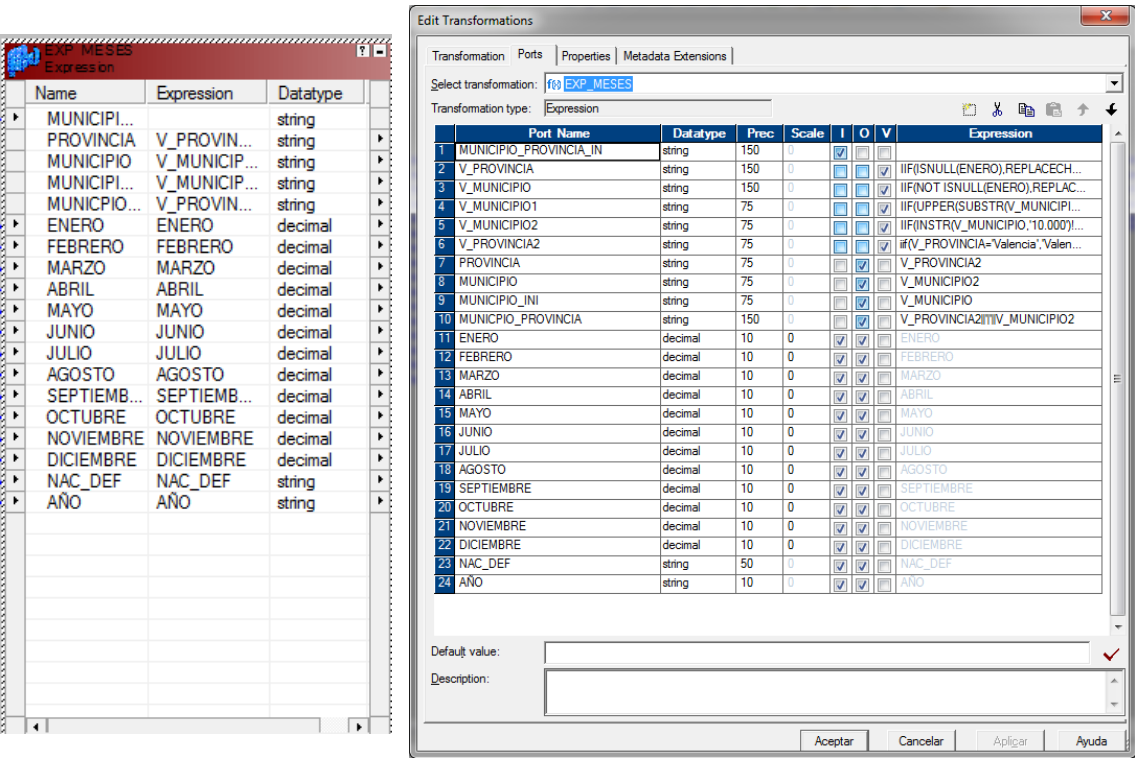 EXP_MESES
Expression
Name Expression Datatype
MUNICIPI... string
PROVINCIA V_PROVIN... string
MUNICIPIO V_MUNICIP... string
MUNICIPI... V_MUNICIP... string
MUNICPIO... V_PROVIN... string
ENERO ENERO decimal
FEBRERO FEBRERO decimal
MARZO MARZO decimal
ABRIL ABRIL decimal
MAYO MAYO decimal
JUNIO JUNIO decimal
JULIO JULIO decimal
AGOSTO AGOSTO decimal
SEPTIEMB... SEPTIEMB... decimal
OCTUBRE OCTUBRE decimal
NOVIEMBRE NOVIEMBRE decimal
DICIEMBRE DICIEMBRE decimal
NAC_DEF NAC_DEF string
AÑO AÑO string
Edit Transformations
Transformation Ports Properties Metadata Extensions
Select transformation: f(x) EXP_MESES
Transformation type: Expression
Port Name Datatype Prec Scale I O V Expression
1 MUNICIPIO_PROVINCIA_IN string 150 0
2 V_PROVINCIA string 150 0 IIF(ISNULL(ENERO),REPLACECH...
3 V_MUNICIPIO string 150 0 IIF(NOT ISNULL(ENERO),REPLAC...
4 V_MUNICIPIO1 string 75 0 IIF(UPPER(SUBSTR(V_MUNICIPI...
5 V_MUNICIPIO2 string 75 0 IIF(INSTR(V_MUNICIPIO,'10.000')!...
6 V_PROVINCIA2 string 75 0 iif(V_PROVINCIA='Valencia','Valen...
7 PROVINCIA string 75 0 V_PROVINCIA2
8 MUNICIPIO string 75 0 V_MUNICIPIO2
9 MUNICIPIO_INI string 75 0 V_MUNICIPIO
10 MUNICPIO_PROVINCIA string 150 0 V_PROVINCIA2 V_MUNICIPIO2
11 ENERO decimal 10 0 ENERO
12 FEBRERO decimal 10 0 FEBRERO
13 MARZO decimal 10 0 MARZO
14 ABRIL decimal 10 0 ABRIL
15 MAYO decimal 10 0 MAYO
16 JUNIO decimal 10 0 JUNIO
17 JULIO decimal 10 0 JULIO
18 AGOSTO decimal 10 0 AGOSTO
19 SEPTIEMBRE decimal 10 0 SEPTIEMBRE
20 OCTUBRE decimal 10 0 OCTUBRE
21 NOVIEMBRE decimal 10 0 NOVIEMBRE
22 DICIEMBRE decimal 10 0 DICIEMBRE
23 NAC_DEF string 50 0 NAC_DEF
24 AÑO string 10 0 AÑO
Default value:
Description:
Aceptar Cancelar Aplicar Ayuda